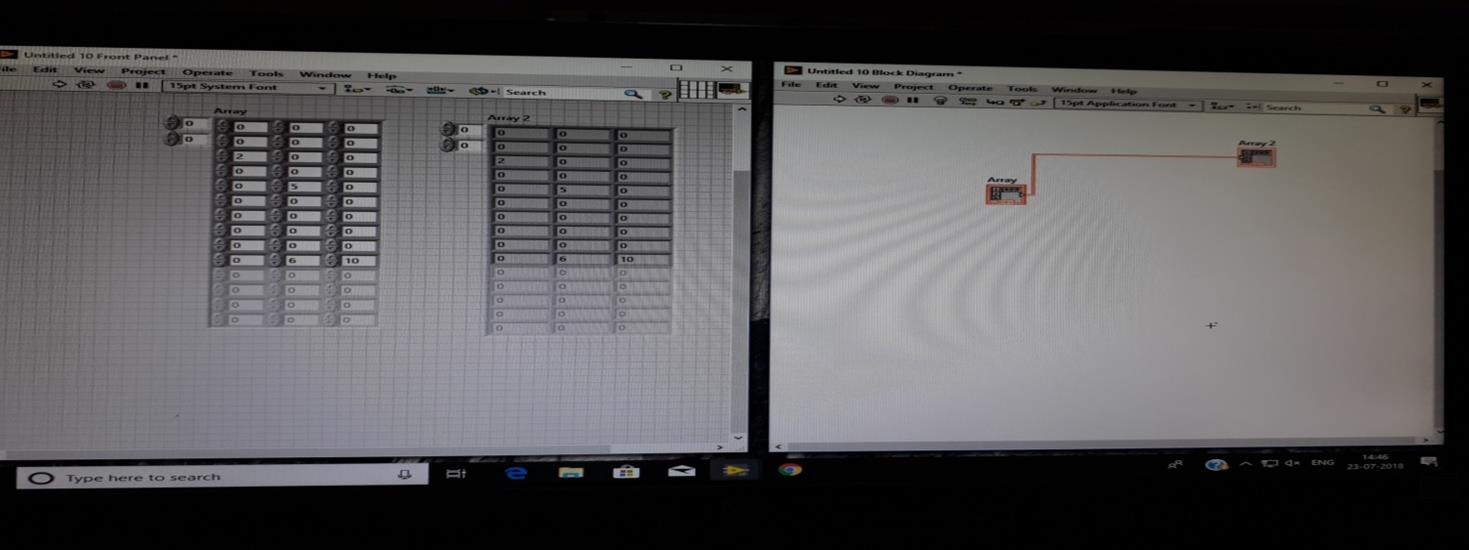 Untitled 10 Front Panel *
File Edit View Project Operate Tools Window Help
15pt System Font
Search
Array
0
0
0 0 0
0 0 0
2 0 0
0 0 0
0 5 0
0 0 0
0 0 0
0 0 0
0 0 0
0 6 10
0 0 0
0 0 0
0 0 0
0 0 0
Array 2
0
0
0 0 0
0 0 0
2 0 0
0 0 0
0 5 0
0 0 0
0 0 0
0 0 0
0 0 0
0 6 10
0 0 0
0 0 0
0 0 0
0 0 0
0 0 0
Untitled 10 Block Diagram *
File Edit View Project Operate Tools Window Help
15pt Application Font
Search
Array 2
Array
Type here to search
ENG
14:46
23-07-2018